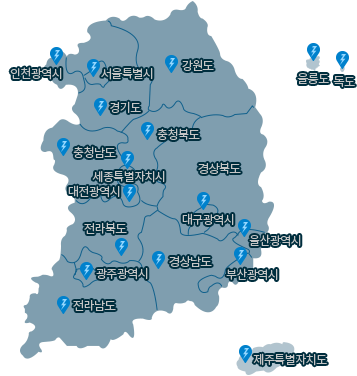 강원도
울릉도
독도
인천광역시
서울특별시
경기도
충청북도
충청남도
경상북도
세종특별자치시
대전광역시
대구광역시
전라북도
울산광역시
경상남도
광주광역시
부산광역시
전라남도
제주특별자치도